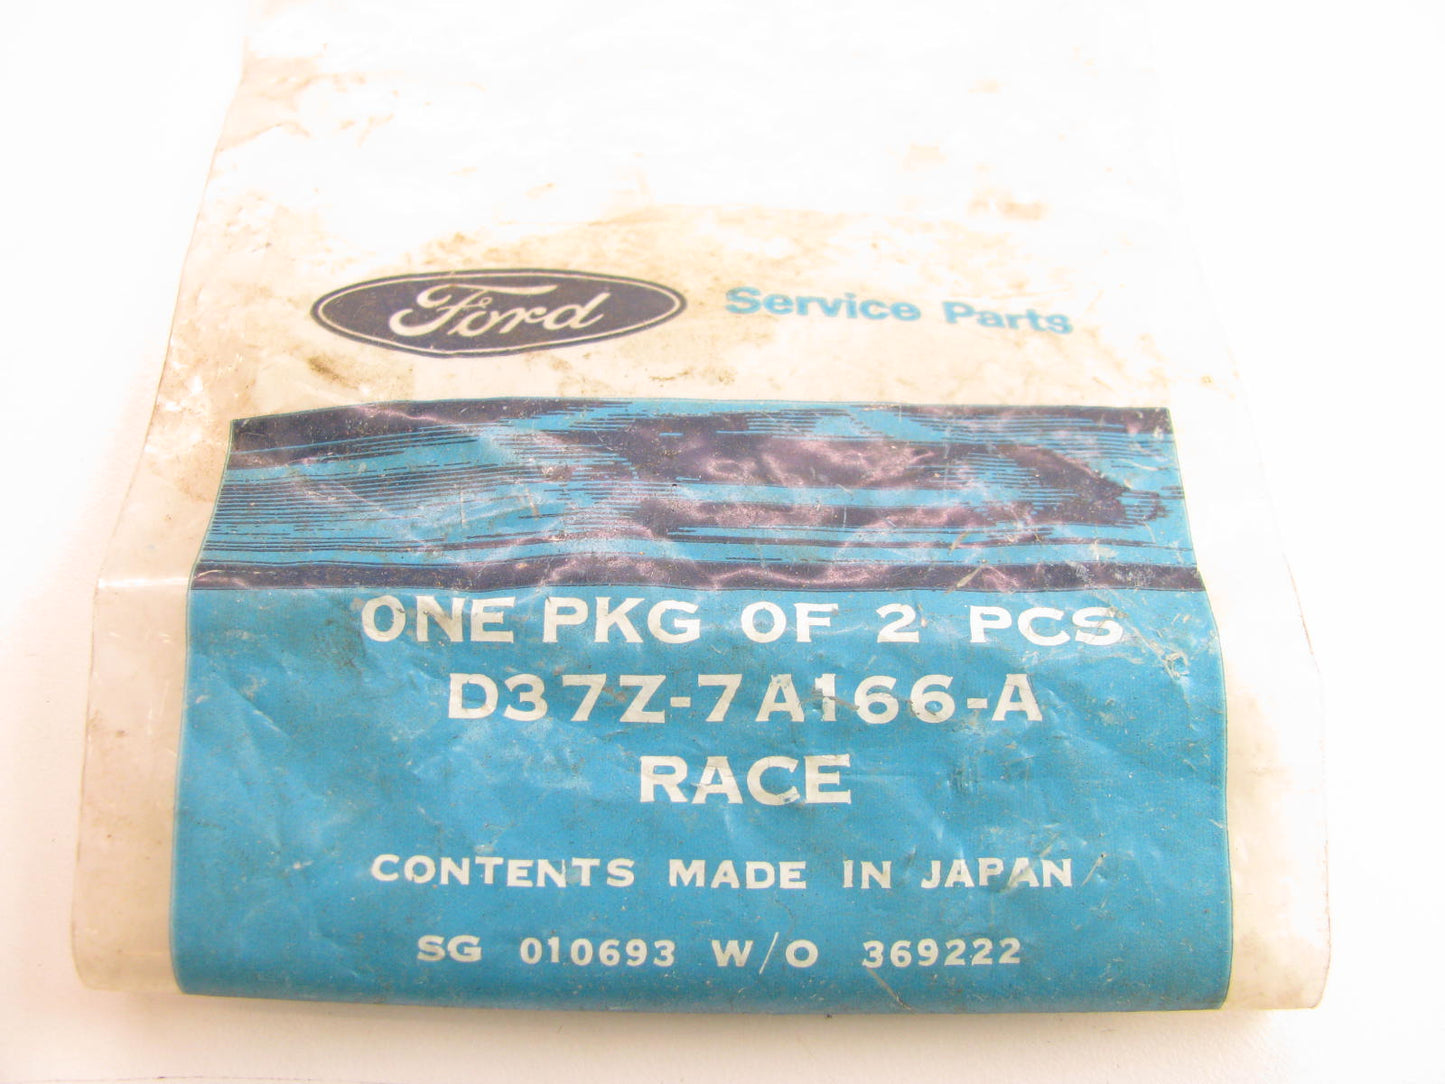 Ford Service Parts
ONE PKG OF 2 PCS
D37Z-7A166-A
RACE
CONTENTS MADE IN JAPAN
SG 010693 W/O 369222